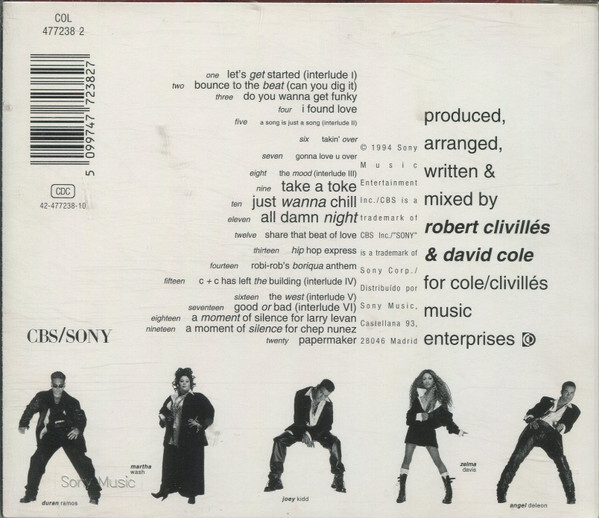 COL
477238-2
5 099747 723827
CDC
42-477238-10
one let's get started (interlude I)
two bounce to the beat (can you dig it)
three do you wanna get funky
four i found love
five a song is just a song (interlude II)
six takin' over
seven gonna love u over
eight the mood (interlude III)
nine take a toke
ten just wanna chill
eleven all damn night
twelve share that beat of love
thirteen hip hop express
fourteen robi-rob's boriqua anthem
fifteen c + c has left the building (interlude IV)
sixteen the west (interlude V)
seventeen good or bad (interlude VI)
eighteen a moment of silence for larry levan
nineteen a moment of silence for chep nunez
twenty papermaker
© 1994 Sony
Music
Entertainment
Inc./CBS is a
trademark of
CBS Inc./"SONY"
is a trademark of
Sony Corp./
Distribuído por
Sony Music,
Castellana 93,
28046 Madrid
produced,
arranged,
written &
mixed by
robert clivillés
& david cole
for cole/clivillés
music
enterprises
CBS/SONY
Sony Music
duran ramos
martha
wash
joey kidd
zelma
davis
angel deleon